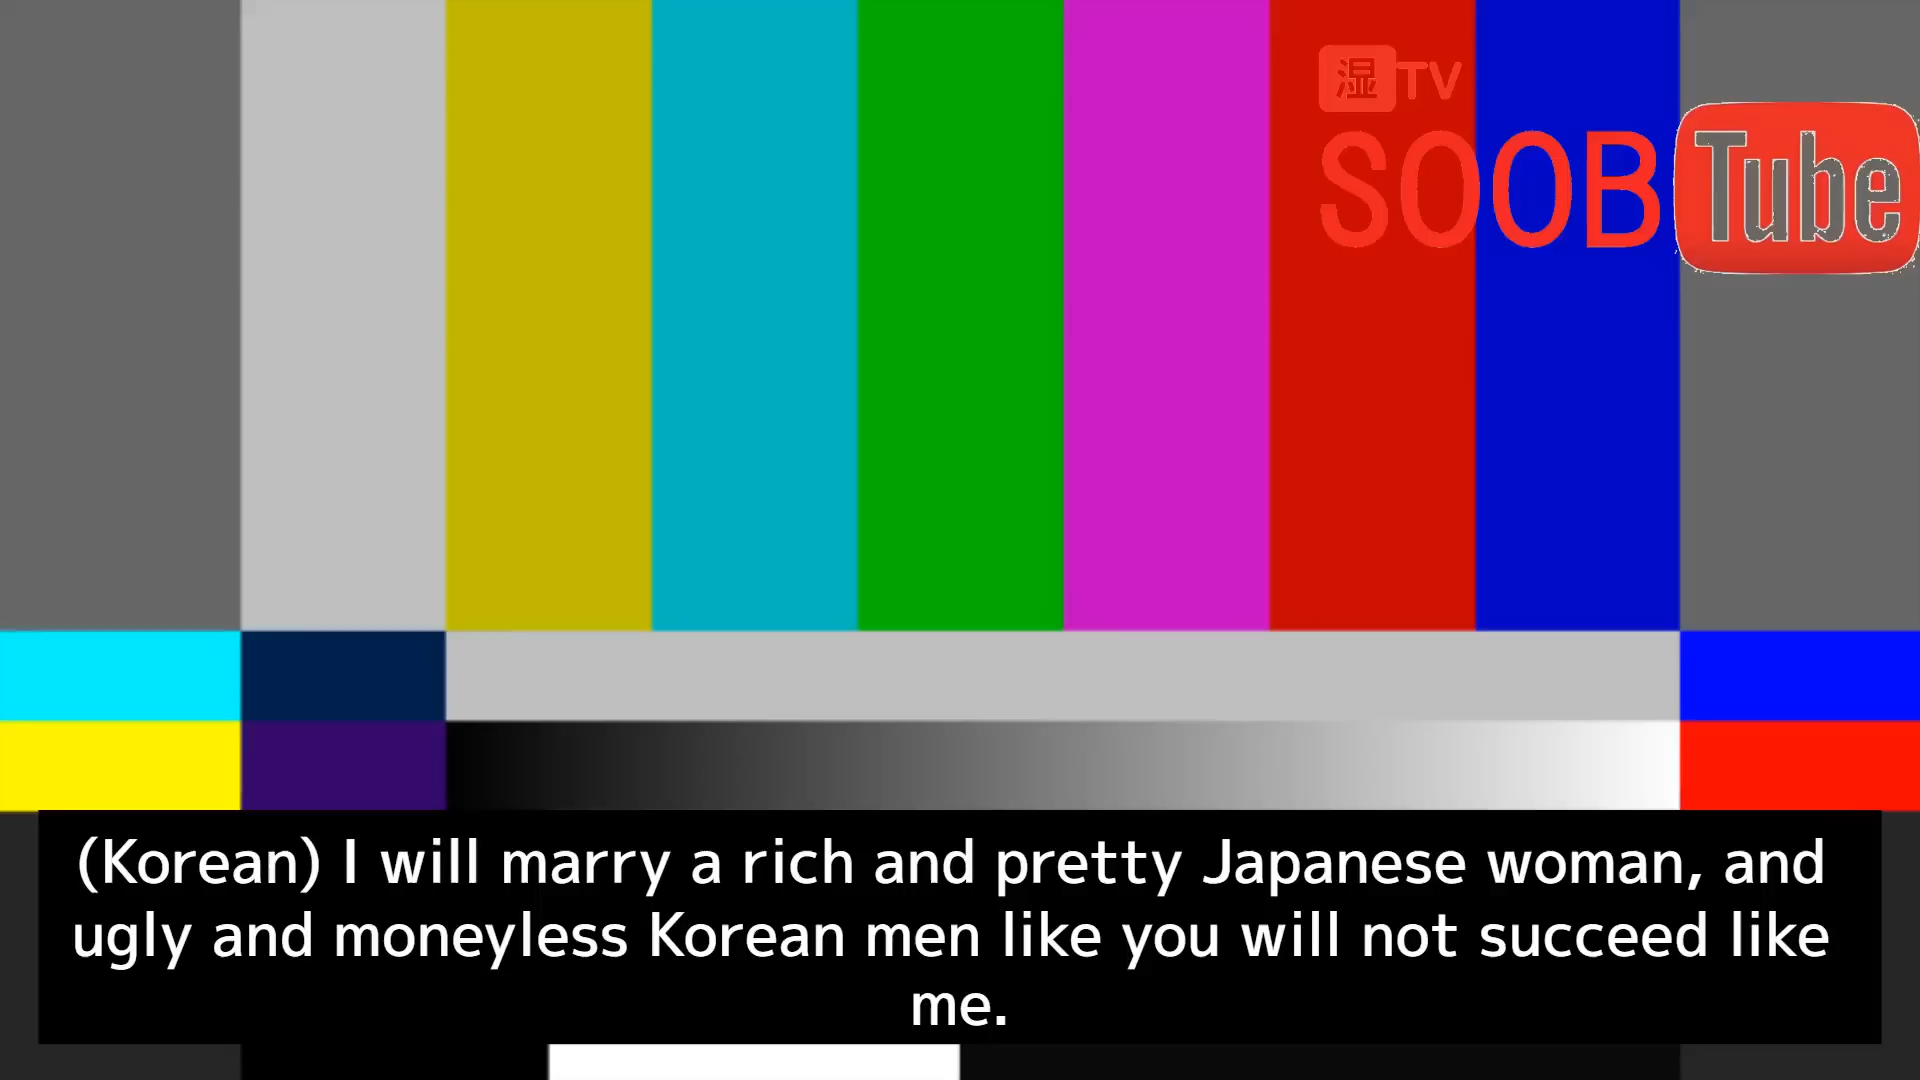 湿TV
SOOB Tube
(Korean) I will marry a rich and pretty Japanese woman, and
ugly and moneyless Korean men like you will not succeed like
me.